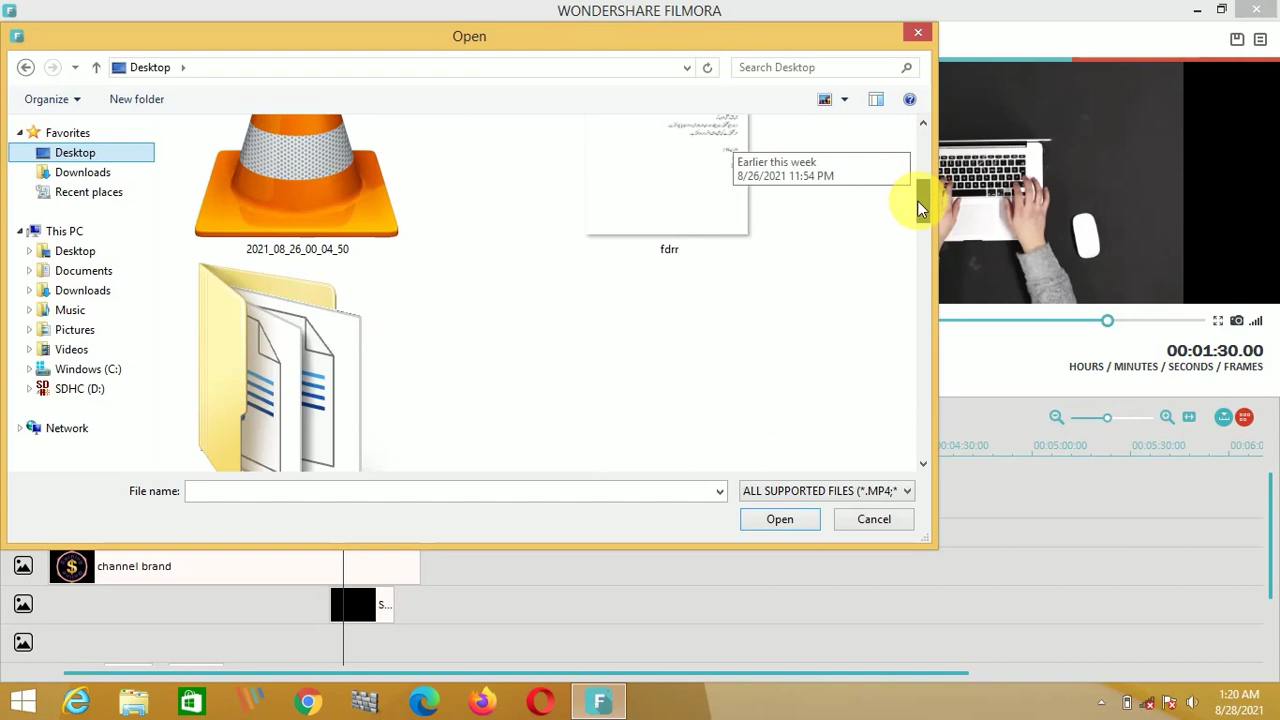 WONDERSHARE FILMORA
Open
Desktop
Search Desktop
Organize
New folder
Favorites
Desktop
Downloads
Recent places
This PC
Desktop
Documents
Downloads
Music
Pictures
Videos
Windows (C:)
SDHC (D:)
Network
Earlier this week
8/26/2021 11:54 PM
2021_08_26_00_04_50
fdrr
File name:
ALL SUPPORTED FILES (*.MP4;*
Open
Cancel
00:01:30.00
HOURS / MINUTES / SECONDS / FRAMES
0:04:30:00
00:05:00:00
00:05:30:00
00:06:0
channel brand
S...
1:20 AM
8/28/2021